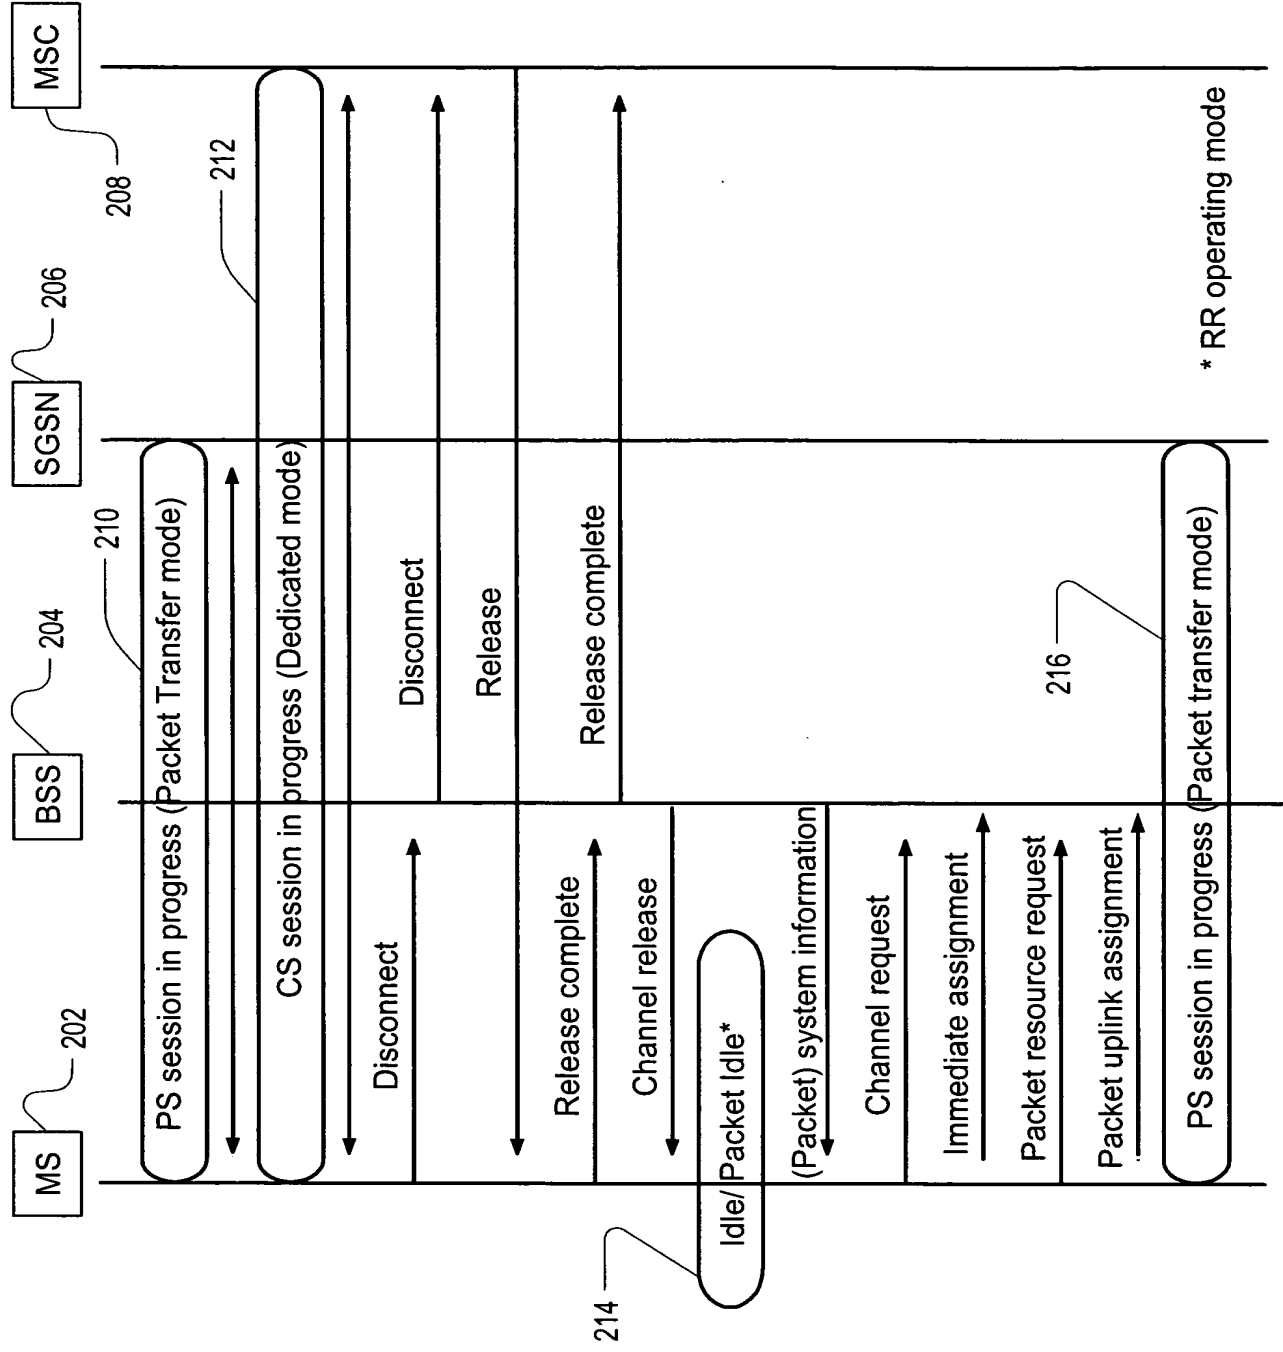 MS
202
BSS
204
SGSN
206
MSC
208
PS session in progress (Packet Transfer mode)
210
CS session in progress (Dedicated mode)
212
Disconnect
Disconnect
Release
Release complete
Release complete
Channel release
Idle/ Packet Idle*
214
(Packet) system information
Channel request
Immediate assignment
Packet resource request
Packet uplink assignment
PS session in progress (Packet transfer mode)
216
* RR operating mode